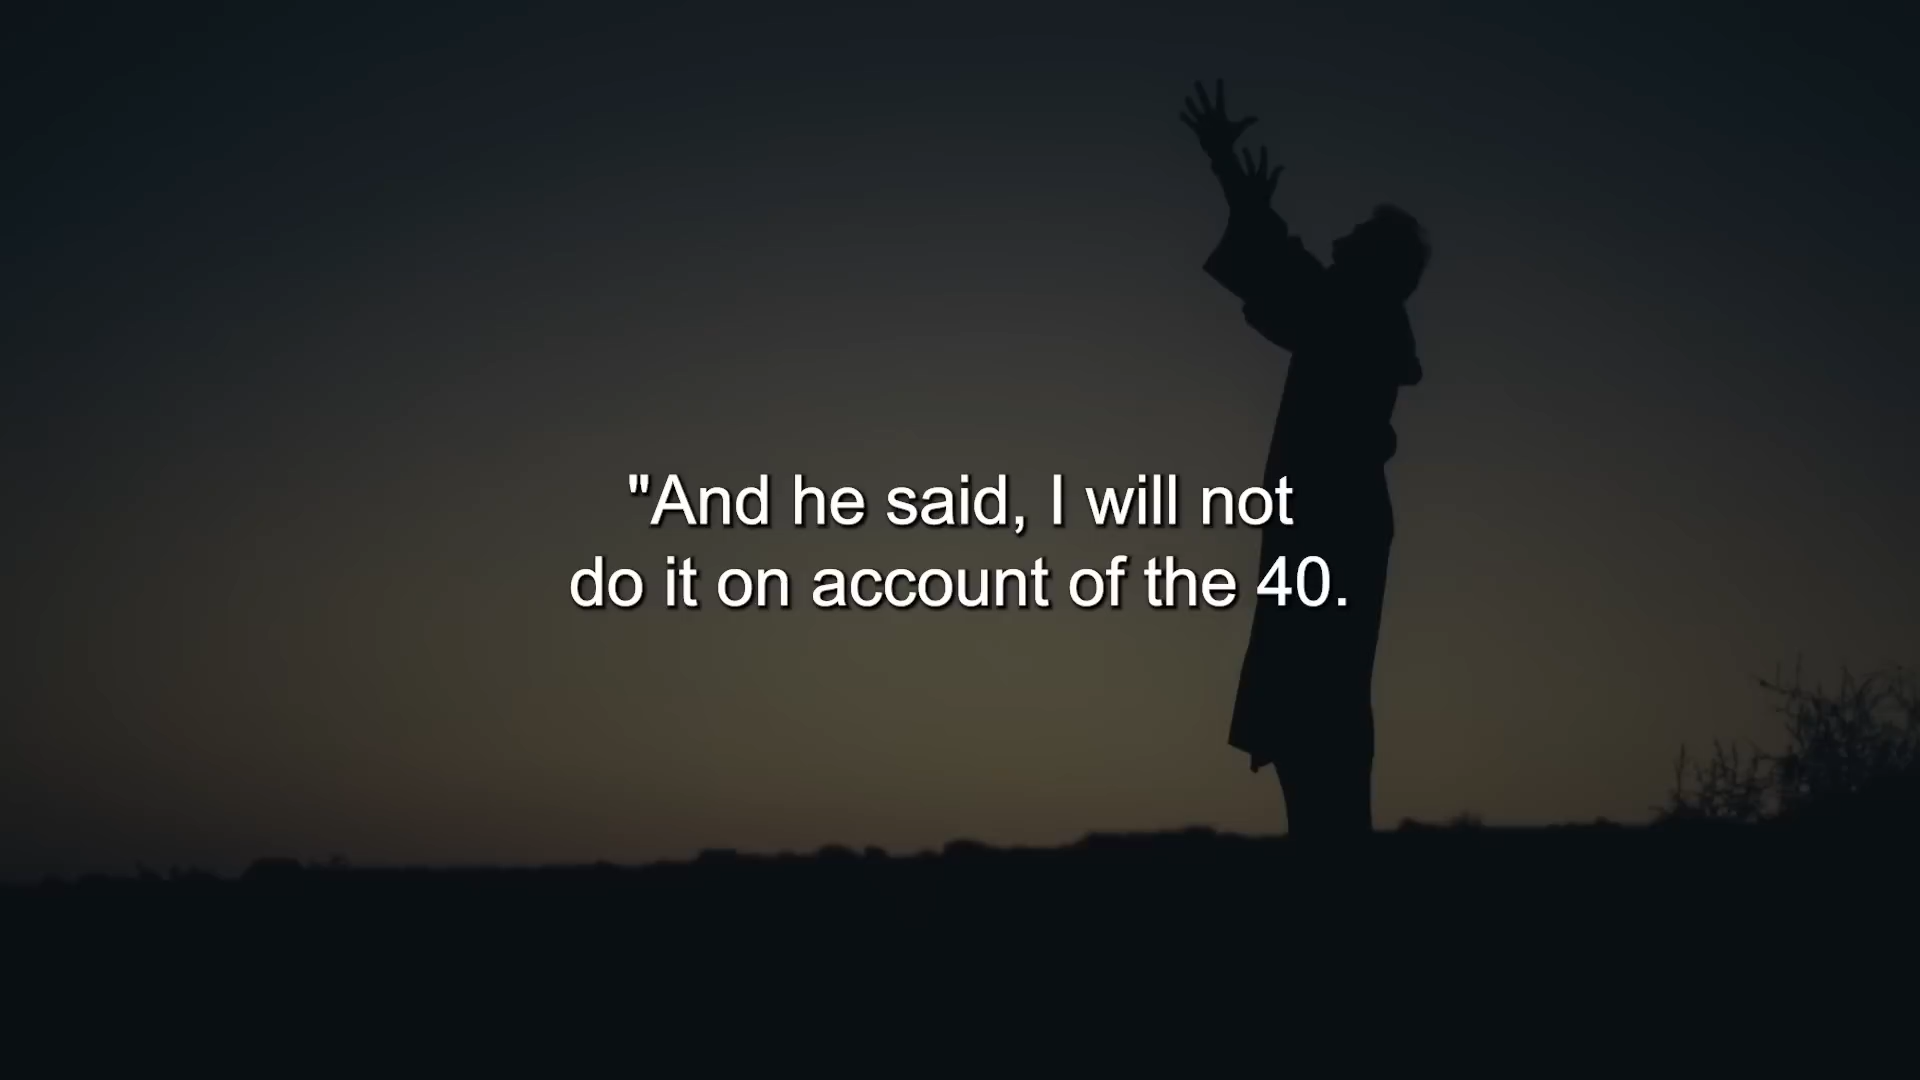 "And he said, I will not
do it on account of the 40.